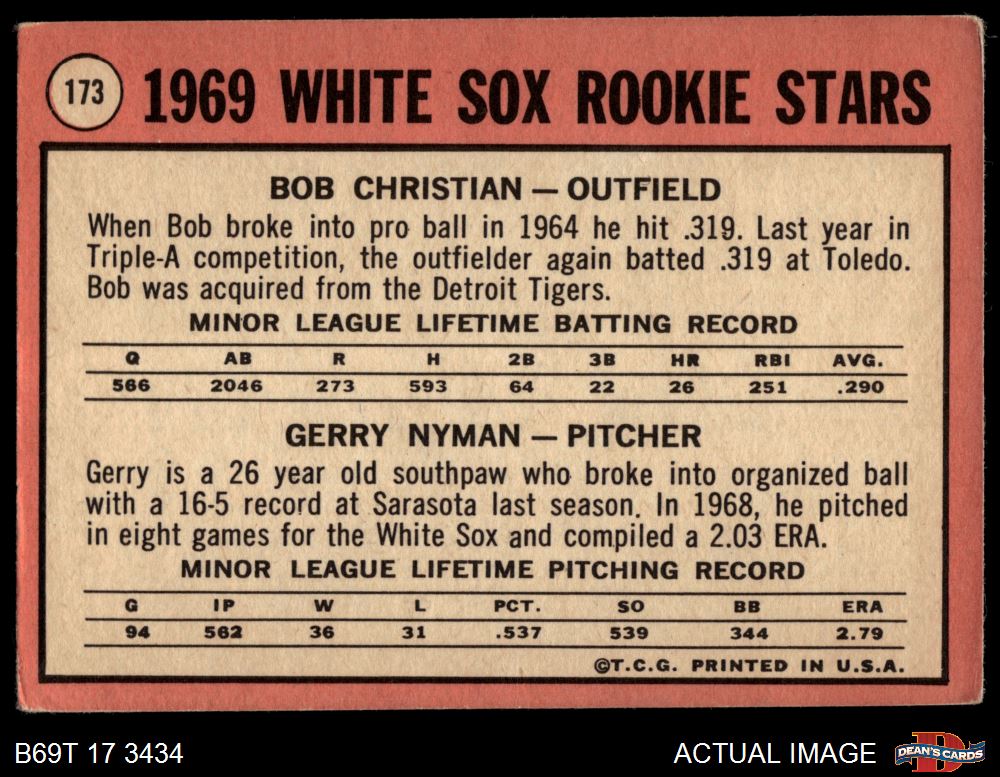 173
1969 WHITE SOX ROOKIE STARS
BOB CHRISTIAN — OUTFIELD
When Bob broke into pro ball in 1964 he hit .319. Last year in
Triple-A competition, the outfielder again batted .319 at Toledo.
Bob was acquired from the Detroit Tigers.
MINOR LEAGUE LIFETIME BATTING RECORD
G AB R H 2B 3B HR RBI AVG.
566 2046 273 593 64 22 26 251 .290
GERRY NYMAN — PITCHER
Gerry is a 26 year old southpaw who broke into organized ball
with a 16-5 record at Sarasota last season. In 1968, he pitched
in eight games for the White Sox and compiled a 2.03 ERA.
MINOR LEAGUE LIFETIME PITCHING RECORD
G IP W L PCT. SO BB ERA
94 562 36 31 .537 539 344 2.79
©T.C.G. PRINTED IN U.S.A.
B69T 17 3434
ACTUAL IMAGE
D
DEAN'S CARDS